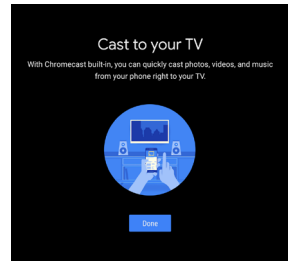 Cast to your TV
With Chromecast built-in, you can quickly cast photos, videos, and music
from your phone right to your TV.
Done